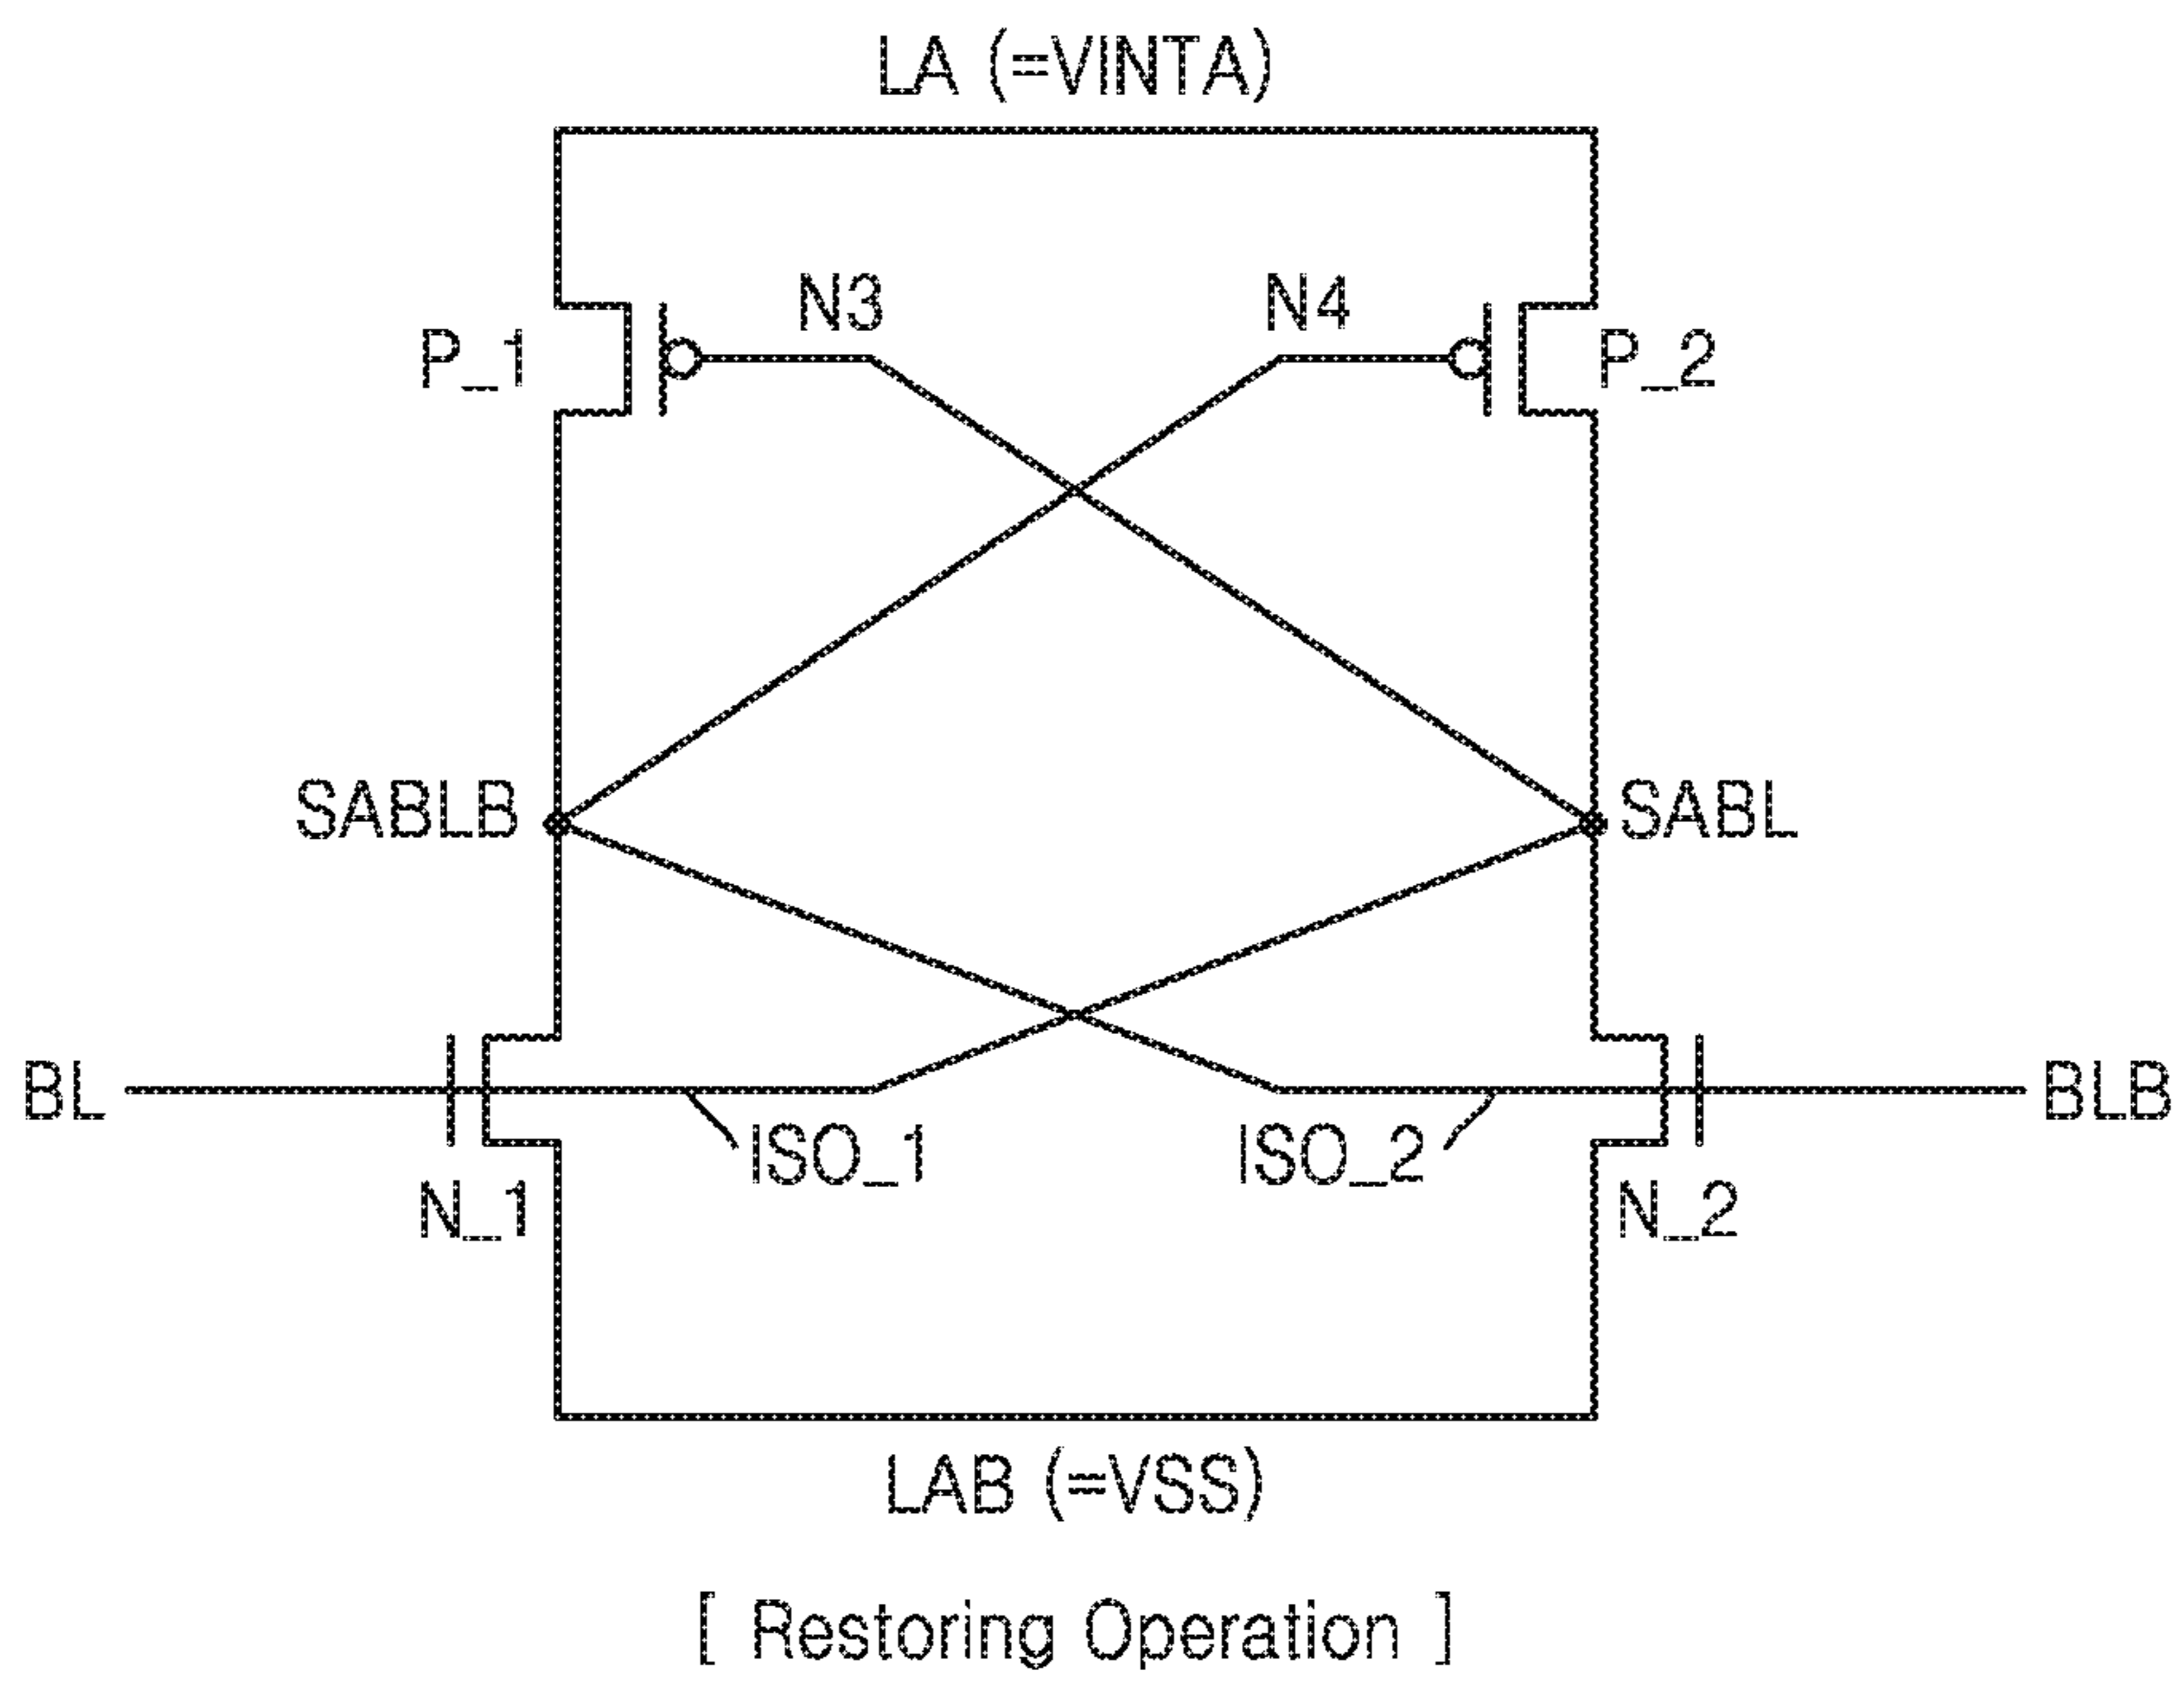 LA (=VINTA)
N3
N4
P_1
P_2
SABLB
SABL
BL
BLB
ISO_1
ISO_2
N_1
N_2
LAB (=VSS)
[ Restoring Operation ]